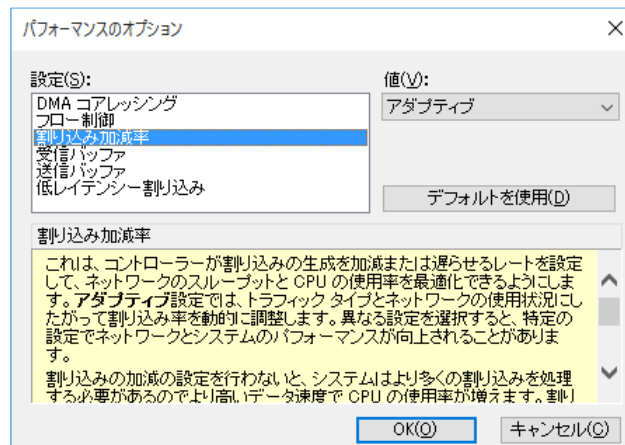 パフォーマンスのオプション
設定(S):
値(V):
DMA コアレッシング
フロー制御
割り込み加減率
受信バッファ
送信バッファ
低レイテンシー割り込み
アダプティブ
デフォルトを使用(D)
割り込み加減率
これは、コントローラーが割り込みの生成を加減または遅らせるレートを設定
して、ネットワークのスループットと CPU の使用率を最適化できるようにしま
す。アダプティブ設定では、トラフィック タイプとネットワークの使用状況にし
たがって割り込み率を動的に調整します。異なる設定を選択すると、特定の
設定でネットワークとシステムのパフォーマンスが向上されることがありま
す。
割り込みの加減の設定を行わないと、システムはより多くの割り込みを処理
する必要があるのでより高いデータ速度で CPU の使用率が増えます。割り
OK(O)
キャンセル(C)